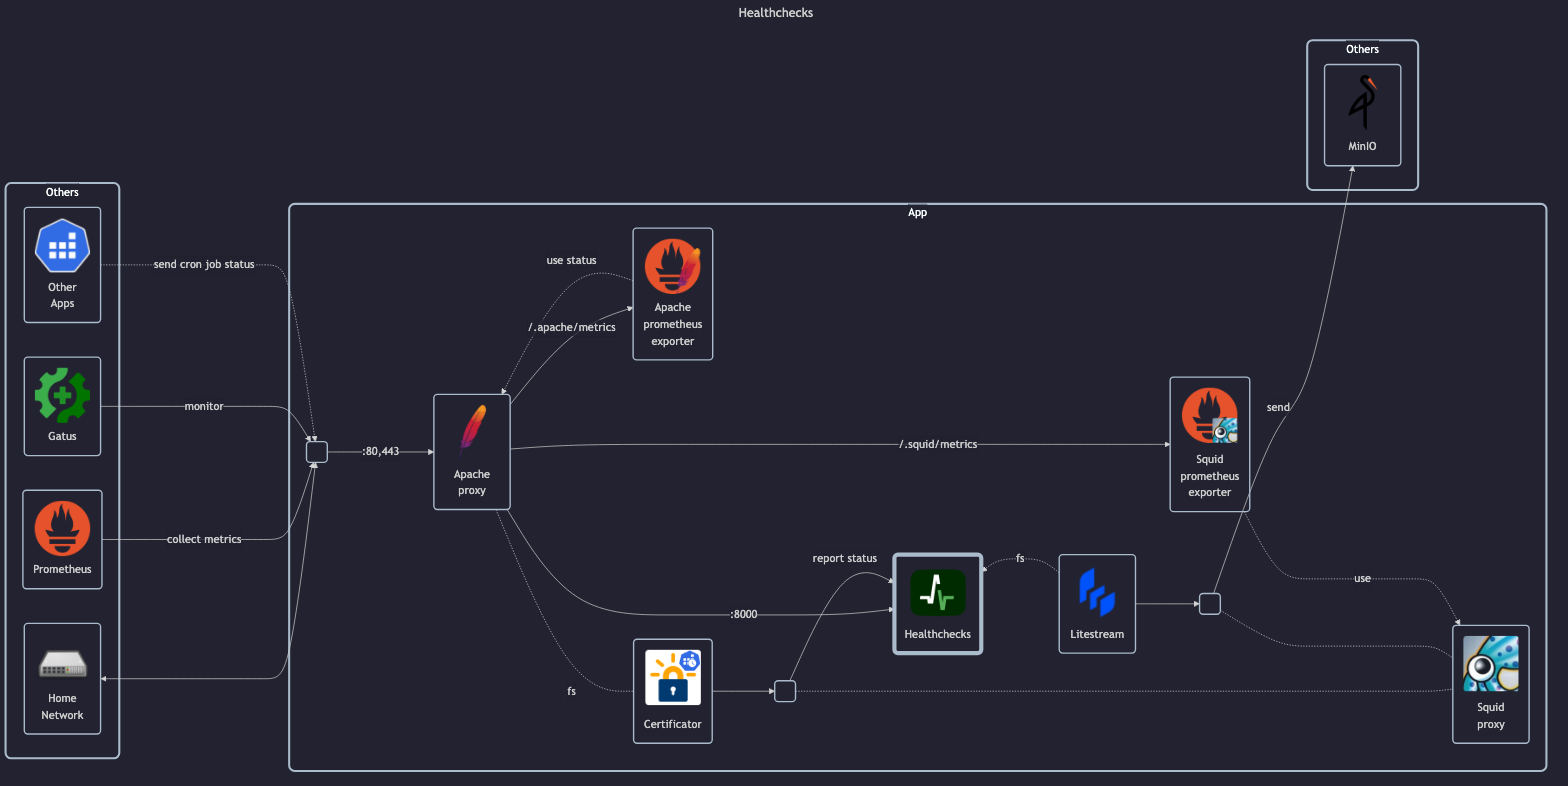 Healthchecks
Others
MinIO
Others
App
Other
Apps
send cron job status
use status
Apache
prometheus
exporter
/.apache/metrics
Gatus
monitor
:80,443
Apache
proxy
/.squid/metrics
send
Squid
prometheus
exporter
Prometheus
collect metrics
report status
fs
use
:8000
Healthchecks
Litestream
Home
Network
fs
Certificator
Squid
proxy